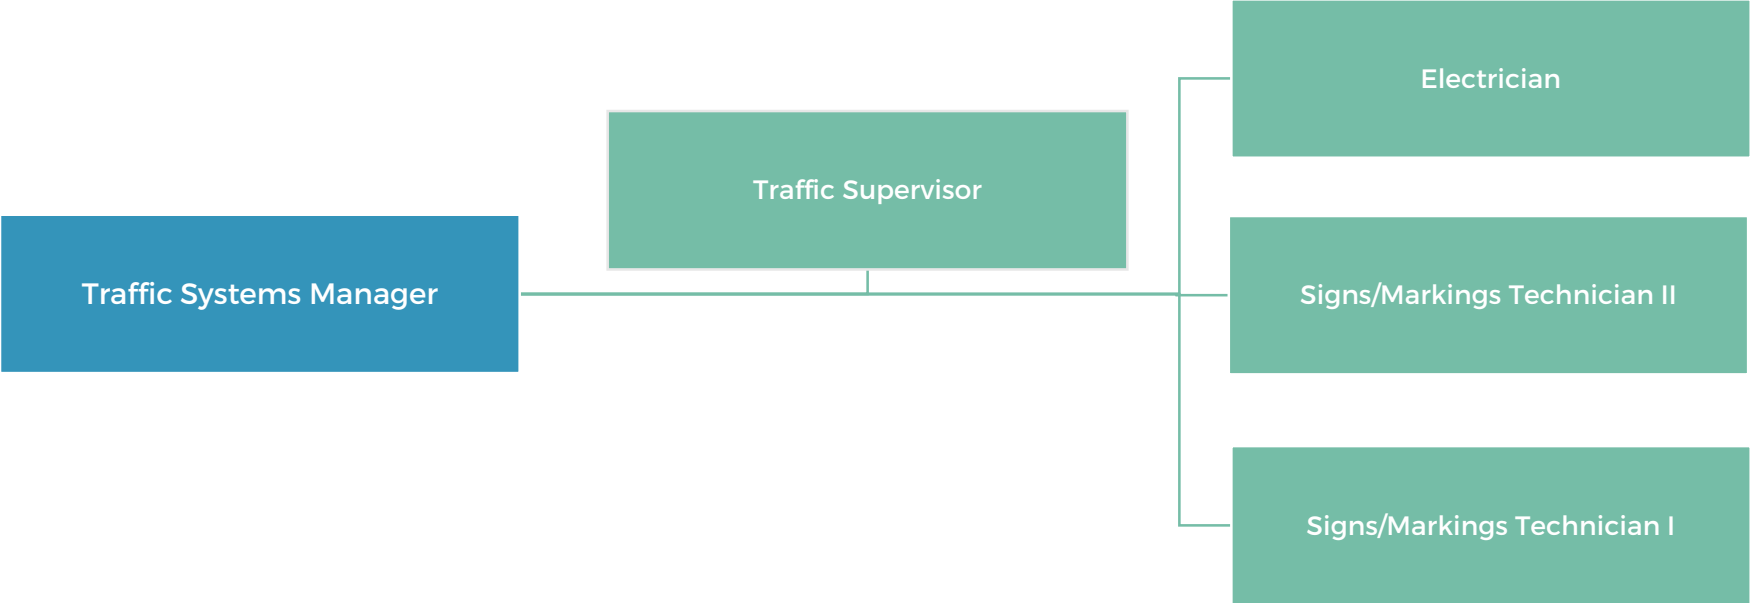 Traffic Systems Manager
Traffic Supervisor
Electrician
Signs/Markings Technician II
Signs/Markings Technician I